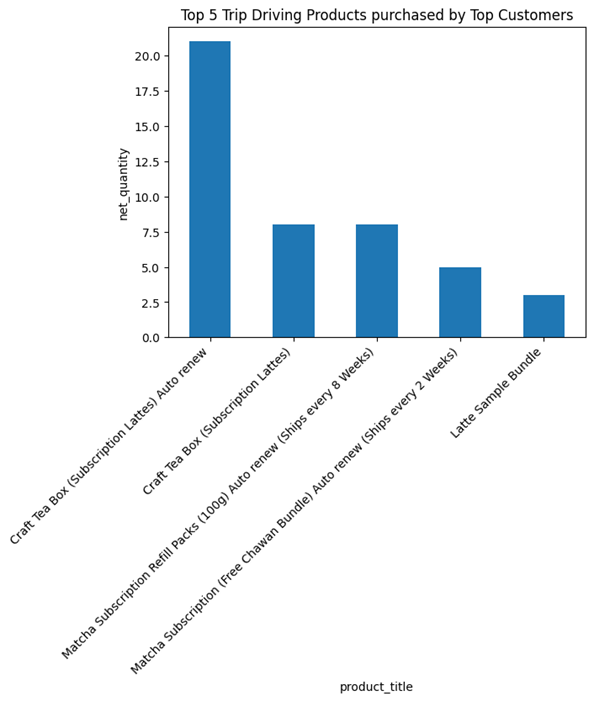 Top 5 Trip Driving Products purchased by Top Customers
net_quantity
20.0
17.5
15.0
12.5
10.0
7.5
5.0
2.5
0.0
Craft Tea Box (Subscription Lattes) Auto renew
Craft Tea Box (Subscription Lattes)
Matcha Subscription Refill Packs (100g) Auto renew (Ships every 8 Weeks)
Matcha Subscription (Free Chawan Bundle) Auto renew (Ships every 2 Weeks)
Latte Sample Bundle
product_title